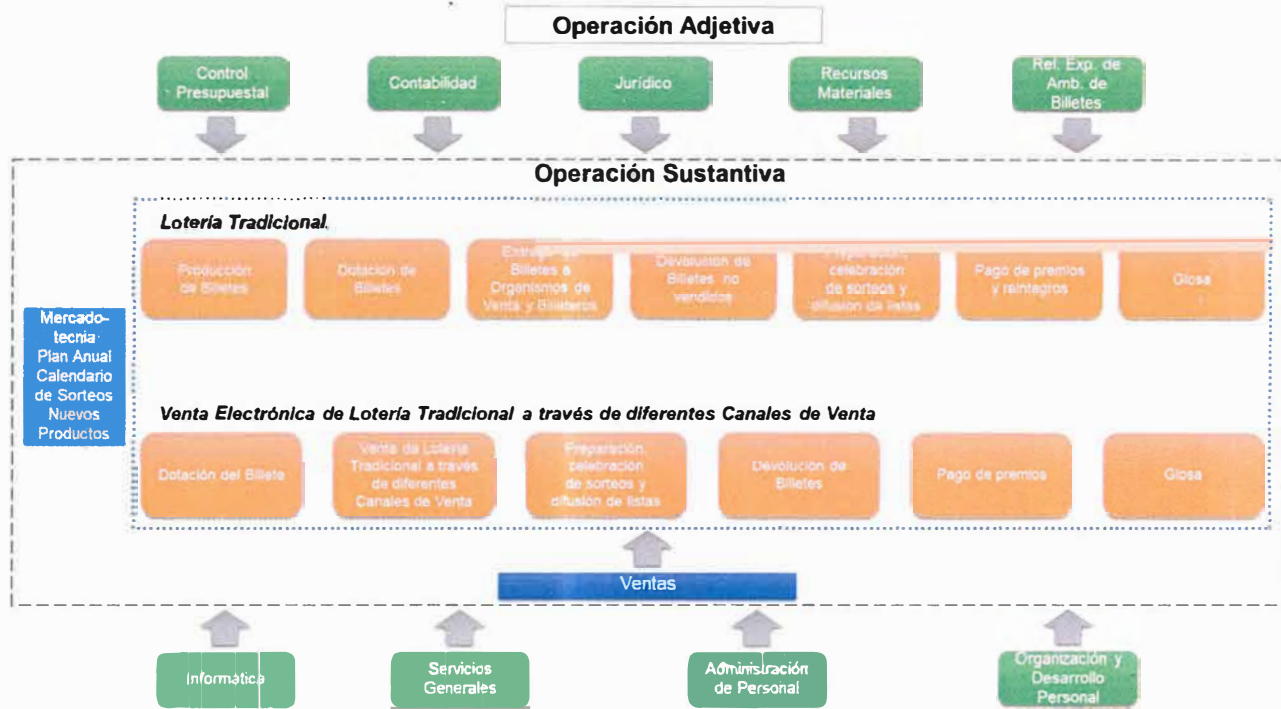 Operación Adjetiva
Control
Presupuestal
Contabilidad
Jurídico
Recursos
Materiales
Rel. Exp. de
Amb. de
Billetes
Operación Sustantiva
Lotería Tradicional.
Producción
de Billetes
Dotación de
Billetes
Entrega de
Billetes a
Organismos de
Venta y Billeteros
Devolución de
Billetes no
vendidos
Preparación,
celebración
de sorteos y
difusión de listas
Pago de premios
y reintegros
Glosa
Mercado-
tecnia
Plan Anual
Calendario
de Sorteos
Nuevos
Productos
Venta Electrónica de Lotería Tradicional a través de diferentes Canales de Venta
Dotación del Billete
Venta de Lotería
Tradicional a través
de diferentes
Canales de Venta
Preparación,
celebración
de sorteos y
difusión de listas
Devolución de
Billetes
Pago de premios
Glosa
Ventas
Informática
Servicios
Generales
Administración
de Personal
Organización y
Desarrollo
Personal